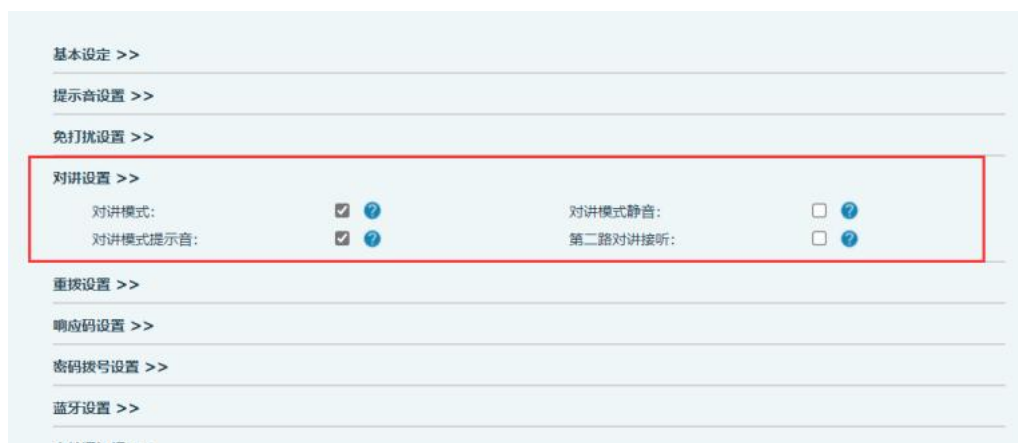 基本设定 >>
提示音设置 >>
免打扰设置 >>
对讲设置 >>
对讲模式: 对讲模式静音:
对讲模式提示音: 第二路对讲接听:
重拨设置 >>
响应码设置 >>
密码拨号设置 >>
蓝牙设置 >>